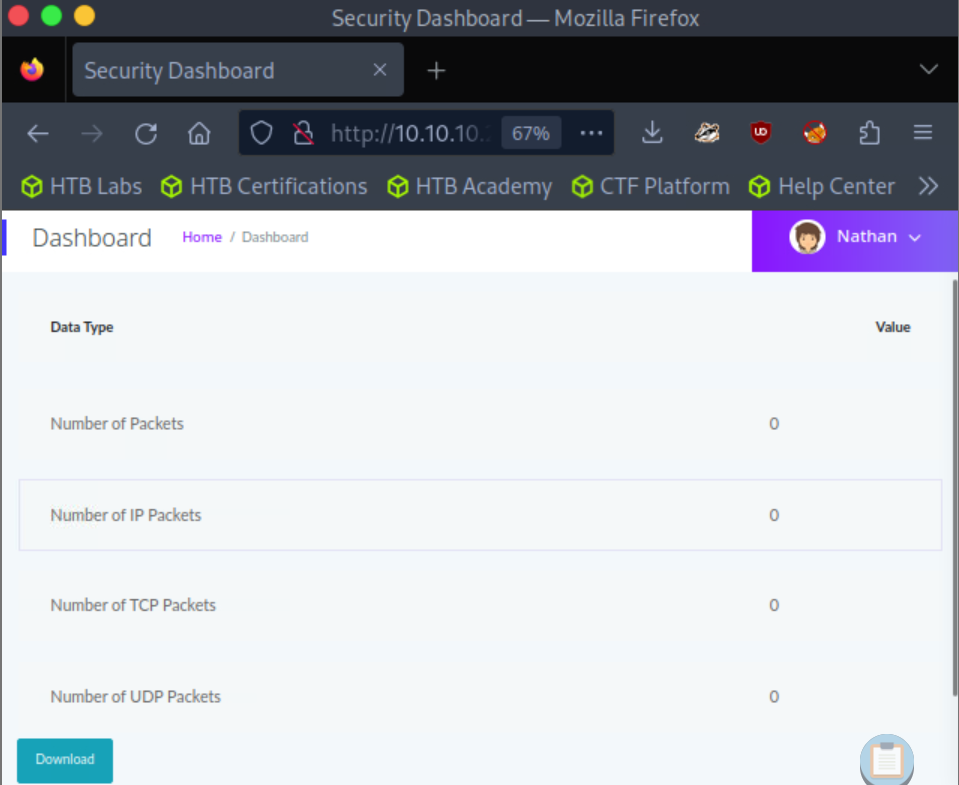 Security Dashboard — Mozilla Firefox
Security Dashboard
http://10.10.10. 67%
HTB Labs HTB Certifications HTB Academy CTF Platform Help Center
Dashboard Home / Dashboard Nathan
Data Type Value
Number of Packets 0
Number of IP Packets 0
Number of TCP Packets 0
Number of UDP Packets 0
Download